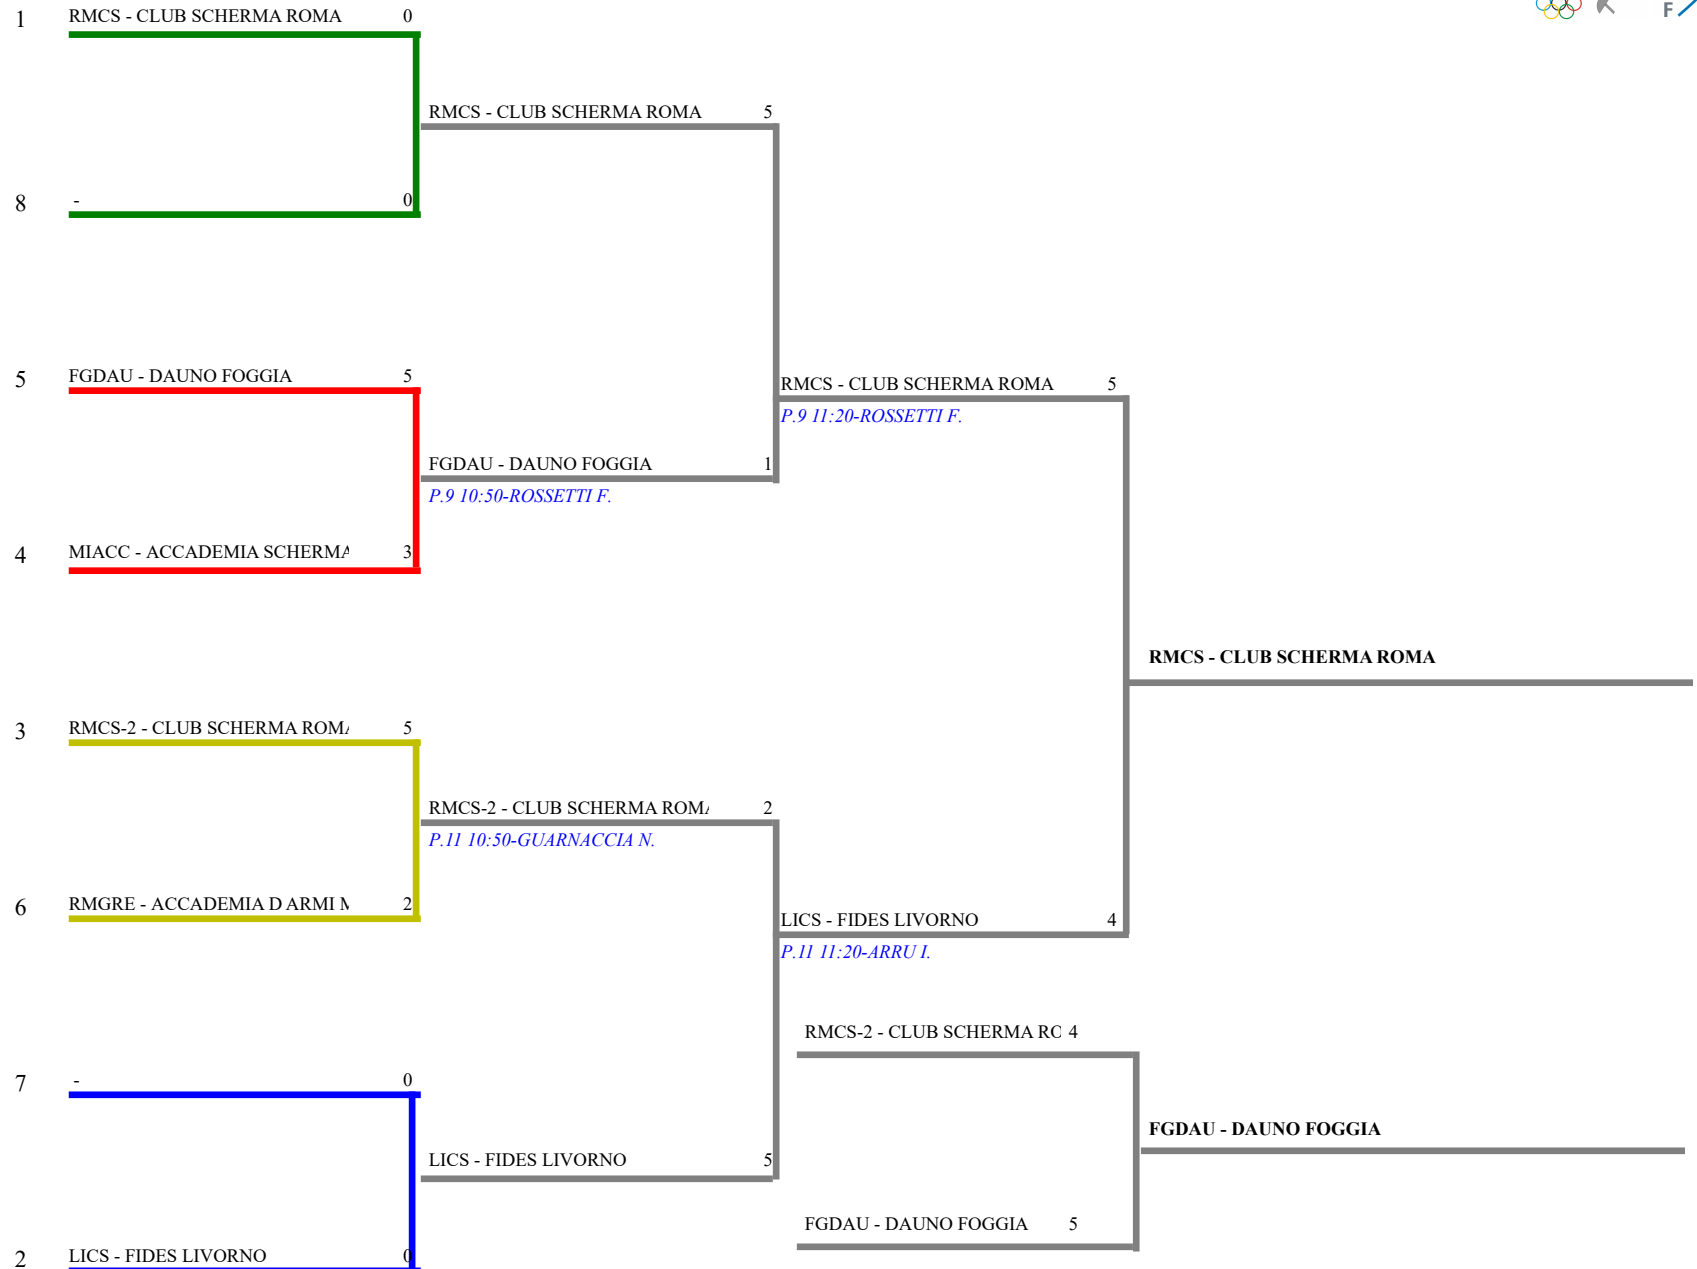 F
1 RMCS - CLUB SCHERMA ROMA 0
RMCS - CLUB SCHERMA ROMA 5
8 - 0
5 FGDAU - DAUNO FOGGIA 5
RMCS - CLUB SCHERMA ROMA 5
P.9 11:20-ROSSETTI F.
FGDAU - DAUNO FOGGIA 1
P.9 10:50-ROSSETTI F.
4 MIACC - ACCADEMIA SCHERMA 3
RMCS - CLUB SCHERMA ROMA
3 RMCS-2 - CLUB SCHERMA ROMA 5
RMCS-2 - CLUB SCHERMA ROMA 2
P.11 10:50-GUARNACCIA N.
6 RMGRE - ACCADEMIA D ARMI M 2
LICS - FIDES LIVORNO 4
P.11 11:20-ARRU I.
RMCS-2 - CLUB SCHERMA RO 4
7 - 0
FGDAU - DAUNO FOGGIA
LICS - FIDES LIVORNO 5
FGDAU - DAUNO FOGGIA 5
2 LICS - FIDES LIVORNO 0